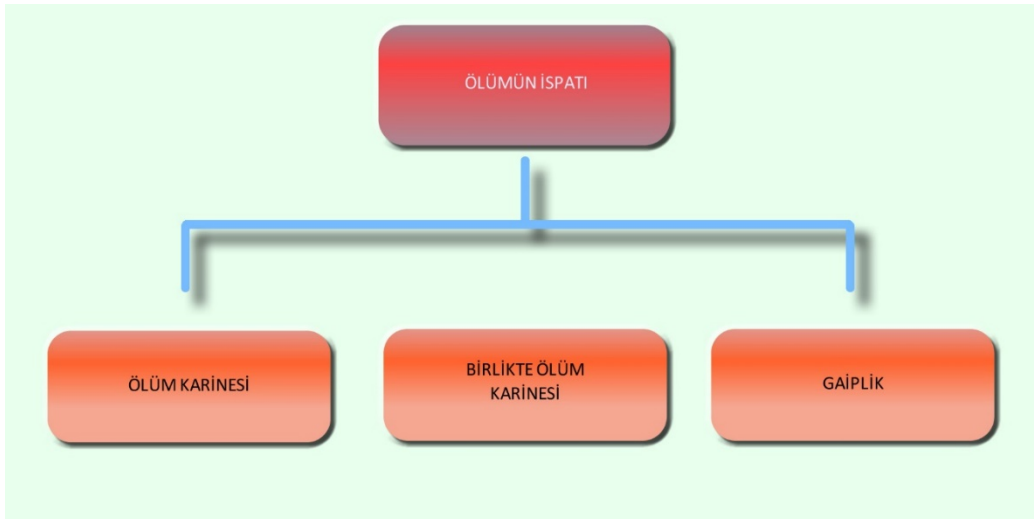 ÖLÜMÜN İSPATI
ÖLÜM KARİNESİ
BİRLİKTE ÖLÜM
KARİNESİ
GAİPLİK